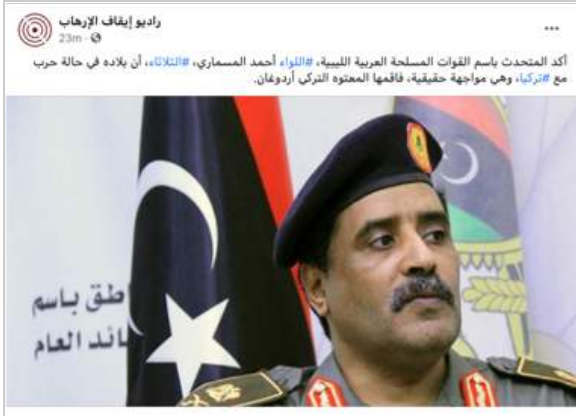 راديو إيقاف الإرهاب
23m
أكد المتحدث باسم القوات المسلحة العربية الليبية، #اللواء أحمد المسماري، #الثلاثاء، أن بلاده في حالة حرب
مع #تركيا، وهي مواجهة حقيقية، فاقمها المعتوه التركي أردوغان.
اطق باسم
ائد العام